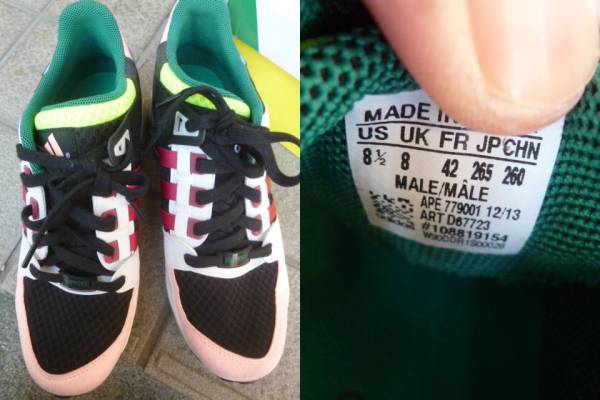 MADE IN
US UK FR JP CHN
8½ 8 42 265 260
MALE/MÂLE
APE 779001 12/13
ART D67723
#108819154